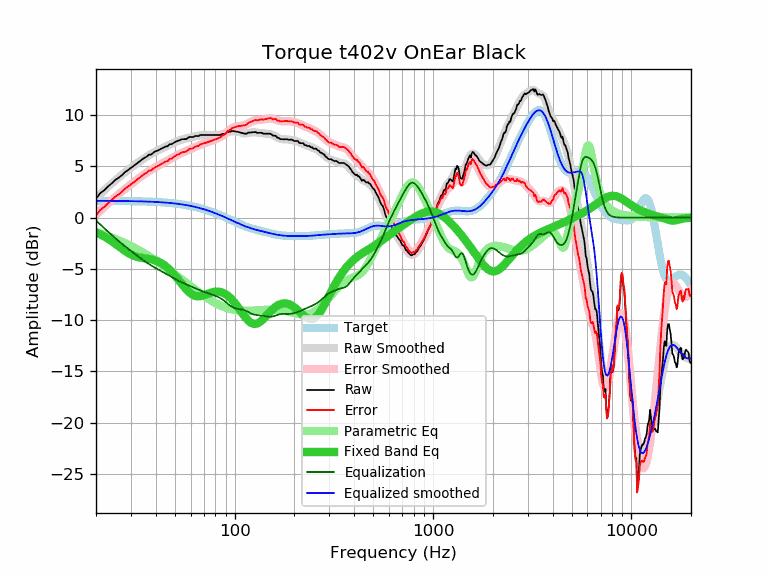 Torque t402v OnEar Black
Amplitude (dBr)
10
5
0
−5
−10
−15
−20
−25
Target
Raw Smoothed
Error Smoothed
Raw
Error
Parametric Eq
Fixed Band Eq
Equalization
Equalized smoothed
100
1000
10000
Frequency (Hz)